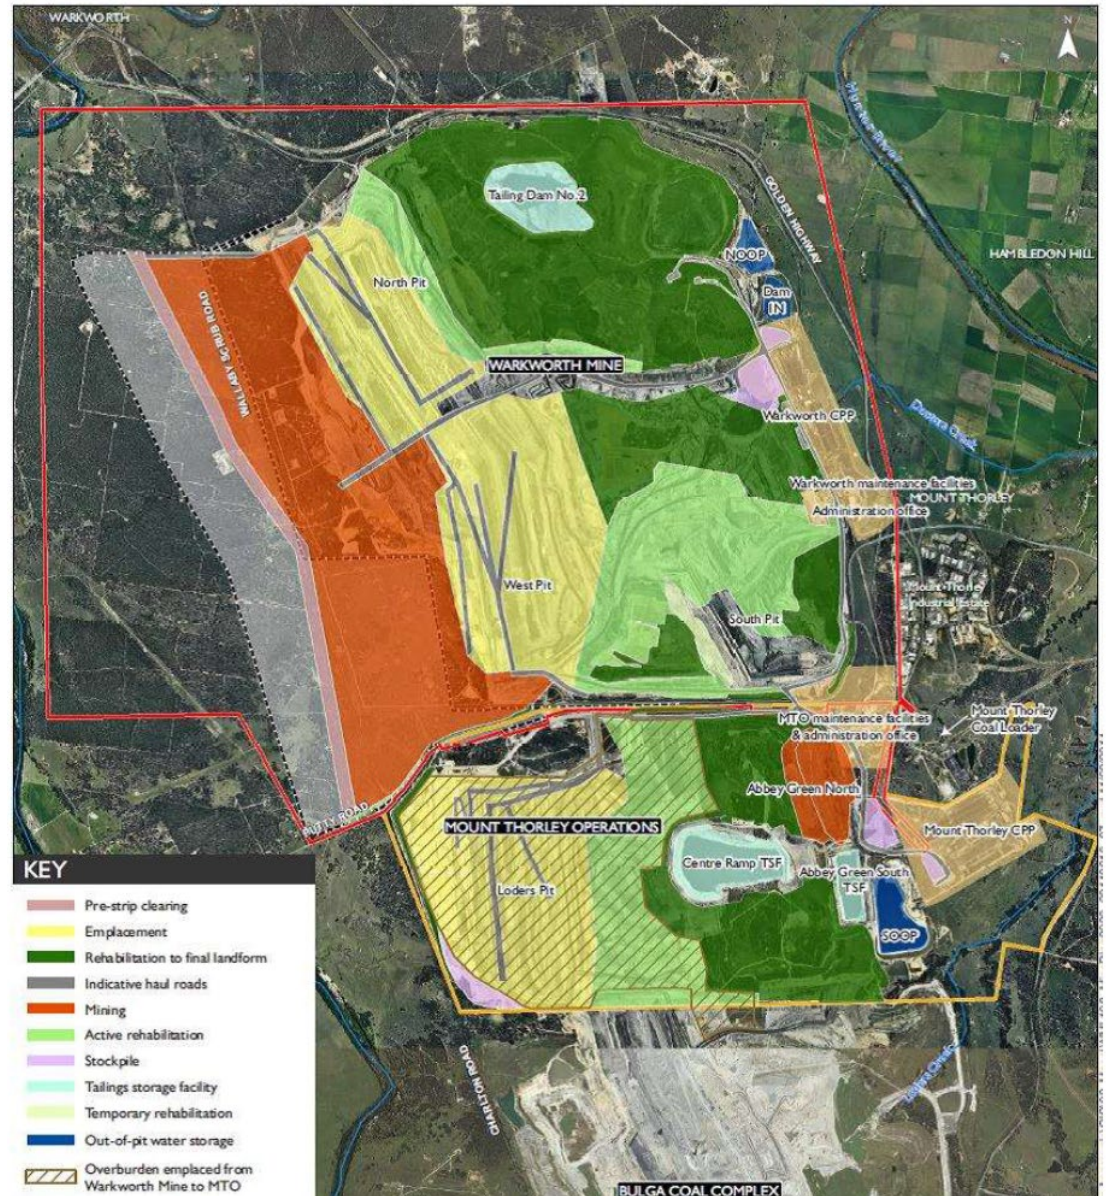 WARKWORTH
N
Hunter River
Tailing Dam No.2
GOLDEN HIGHWAY
NOOP
HAMBLEDON HILL
North Pit
Dam
IN
WALLABY SCRUB ROAD
WARKWORTH MINE
Warkworth CPP
Doctors Creek
Warkworth maintenance facilities
MOUNT THORLEY
Administration office
West Pit
Mount Thorley
Industrial Estate
South Pit
MTO maintenance facilities
& administration office
Mount Thorley
Coal Loader
Abbey Green North
PUTTY ROAD
MOUNT THORLEY OPERATIONS
Mount Thorley CPP
Centre Ramp TSF
Abbey Green South
TSF
Loders Pit
SOOP
CHARLTON ROAD
Loders Creek
BULGA COAL COMPLEX
KEY
Pre-strip clearing
Emplacement
Rehabilitation to final landform
Indicative haul roads
Mining
Active rehabilitation
Stockpile
Tailings storage facility
Temporary rehabilitation
Out-of-pit water storage
Overburden emplaced from
Warkworth Mine to MTO